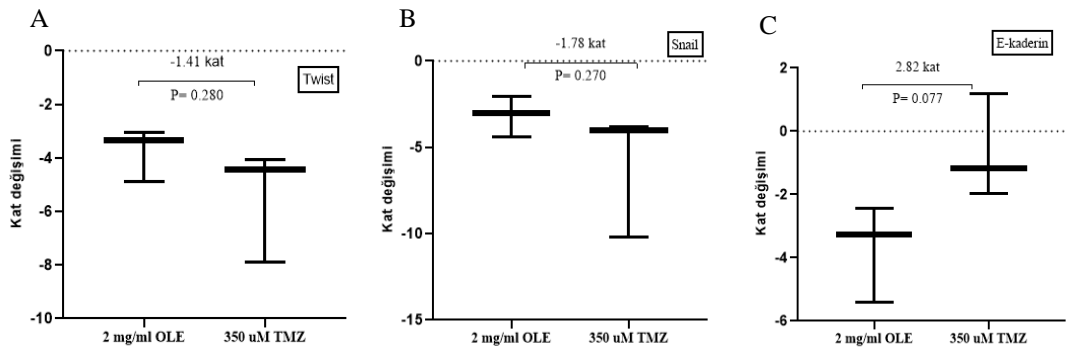 A
Kat değişimi
0
-2
-4
-6
-8
-10
-1.41 kat
P= 0.280
Twist
2 mg/ml OLE
350 uM TMZ
B
Kat değişimi
0
-5
-10
-15
-1.78 kat
P= 0.270
Snail
2 mg/ml OLE
350 uM TMZ
C
Kat değişimi
2
0
-2
-4
-6
2.82 kat
P= 0.077
E-kaderin
2 mg/ml OLE
350 uM TMZ